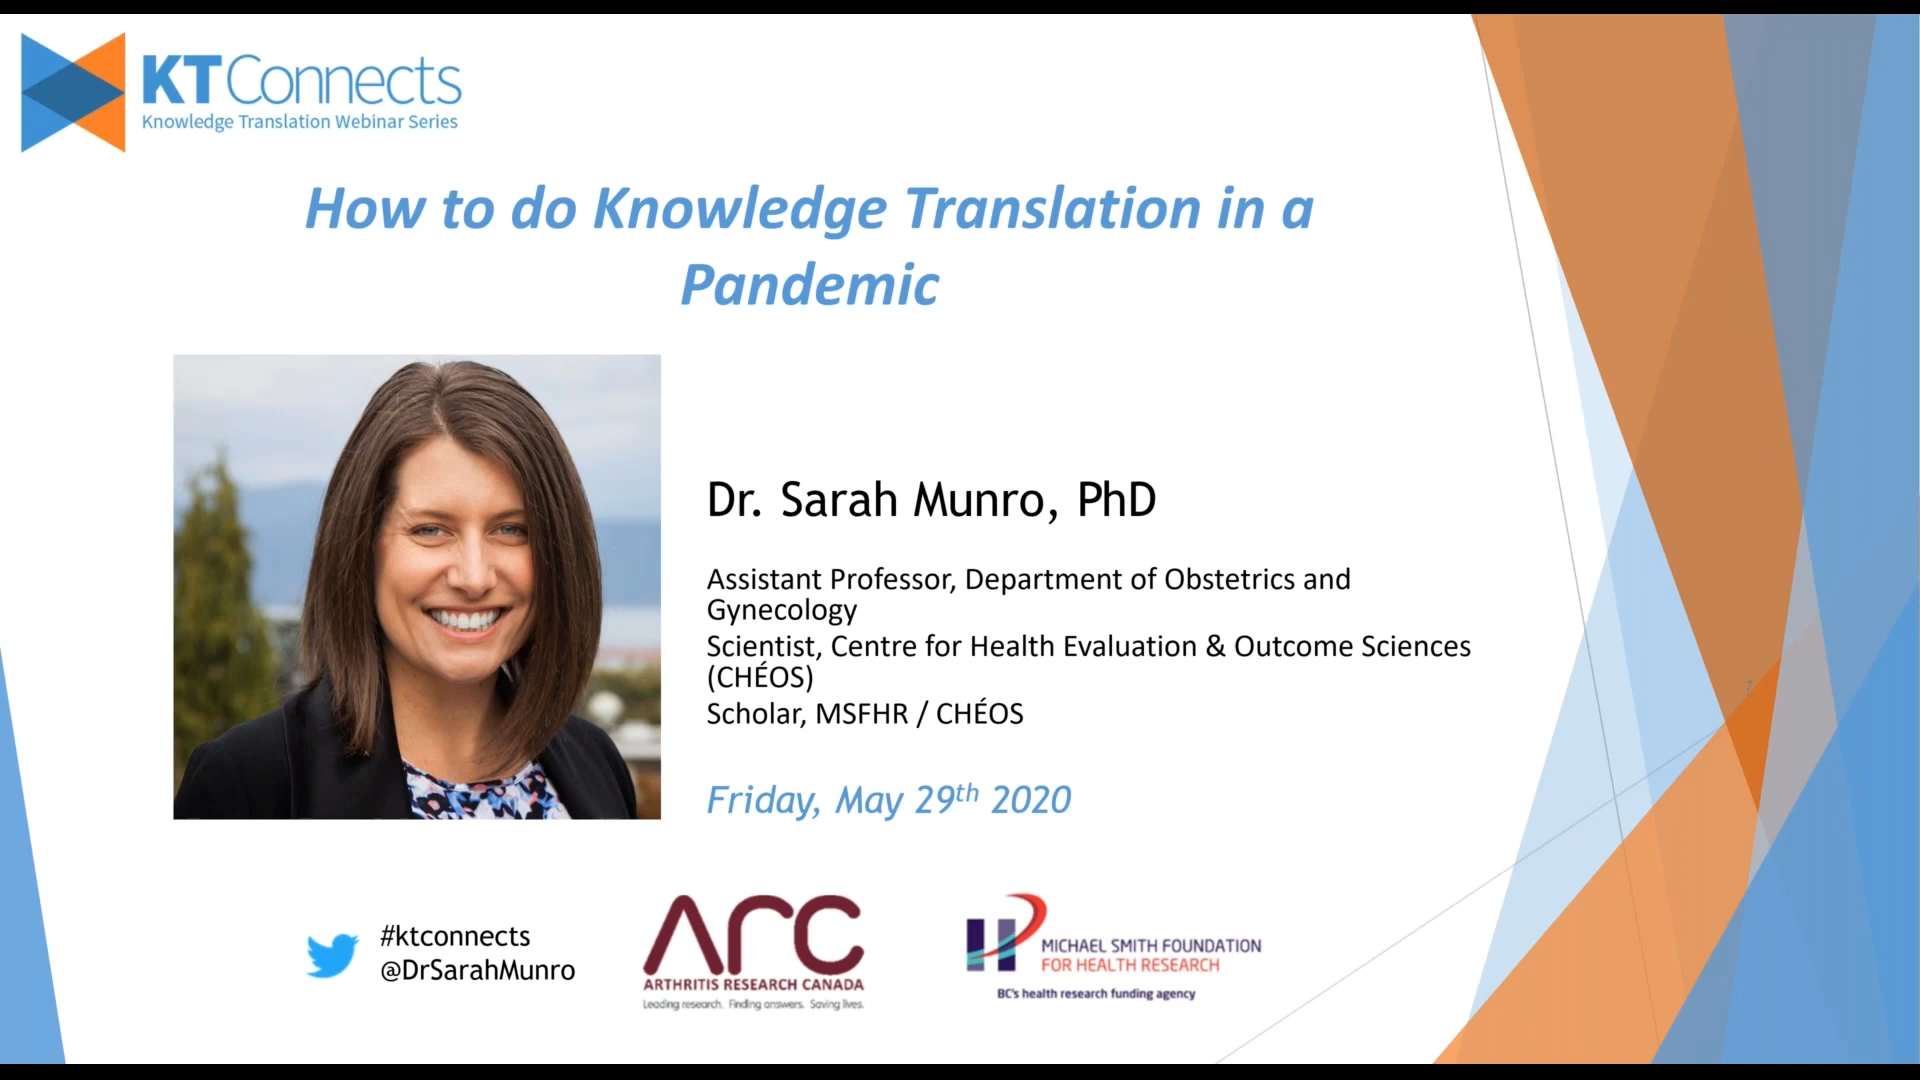 KTConnects
Knowledge Translation Webinar Series
How to do Knowledge Translation in a
Pandemic
Dr. Sarah Munro, PhD
Assistant Professor, Department of Obstetrics and
Gynecology
Scientist, Centre for Health Evaluation & Outcome Sciences
(CHÉOS)
Scholar, MSFHR / CHÉOS
Friday, May 29th 2020
#ktconnects
@DrSarahMunro
Arc
ARTHRITIS RESEARCH CANADA
Leading research. Finding answers. Saving lives.
MICHAEL SMITH FOUNDATION
FOR HEALTH RESEARCH
BC's health research funding agency